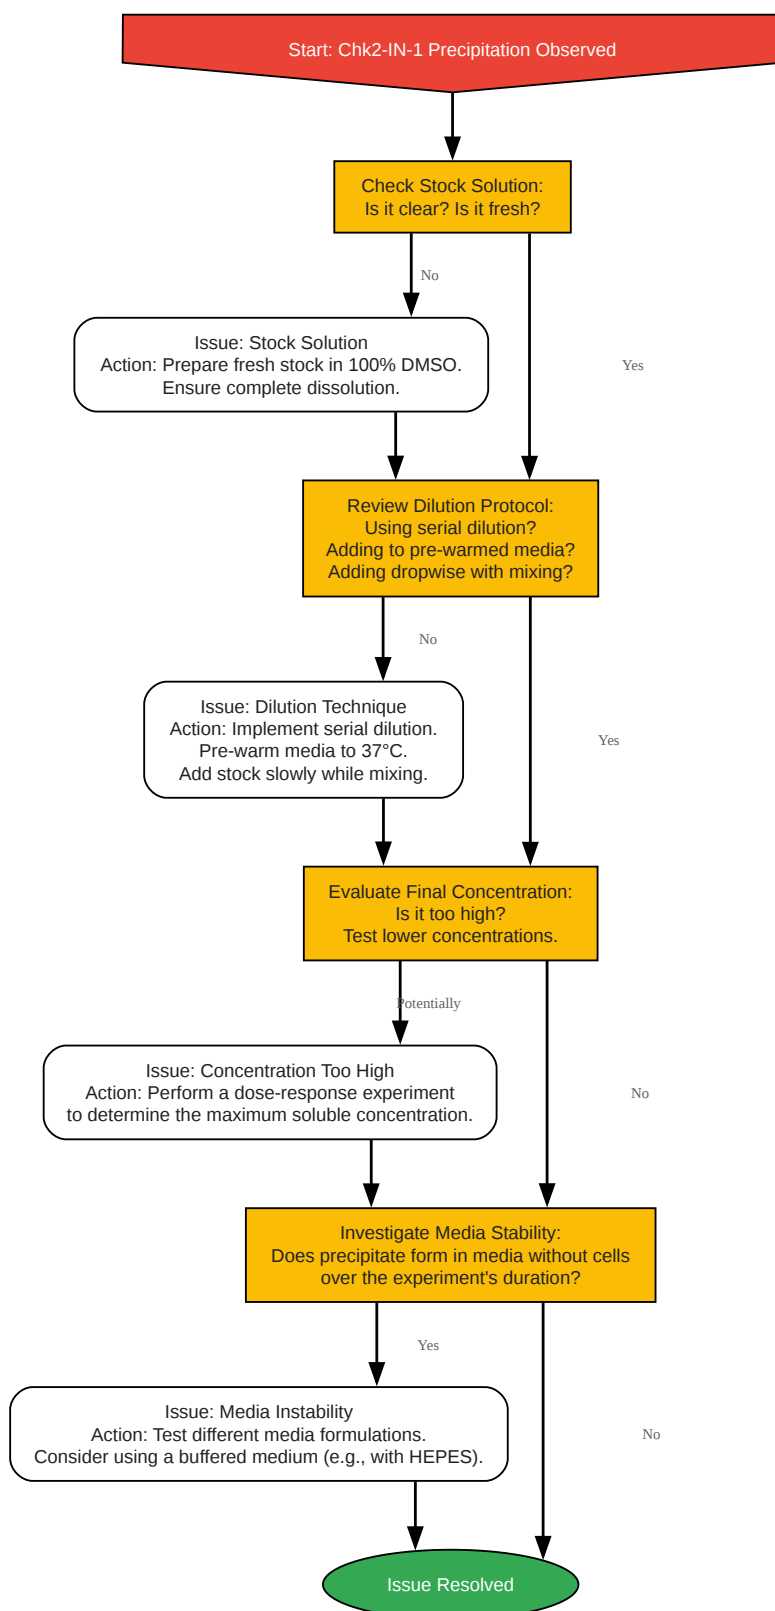 Start: Chk2-IN-1 Precipitation Observed
Check Stock Solution:
Is it clear? Is it fresh?
No
Issue: Stock Solution
Action: Prepare fresh stock in 100% DMSO.
Ensure complete dissolution.
Yes
Review Dilution Protocol:
Using serial dilution?
Adding to pre-warmed media?
Adding dropwise with mixing?
No
Issue: Dilution Technique
Action: Implement serial dilution.
Pre-warm media to 37°C.
Add stock slowly while mixing.
Yes
Evaluate Final Concentration:
Is it too high?
Test lower concentrations.
Potentially
Issue: Concentration Too High
Action: Perform a dose-response experiment
to determine the maximum soluble concentration.
No
Investigate Media Stability:
Does precipitate form in media without cells
over the experiment's duration?
Yes
Issue: Media Instability
Action: Test different media formulations.
Consider using a buffered medium (e.g., with HEPES).
No
Issue Resolved